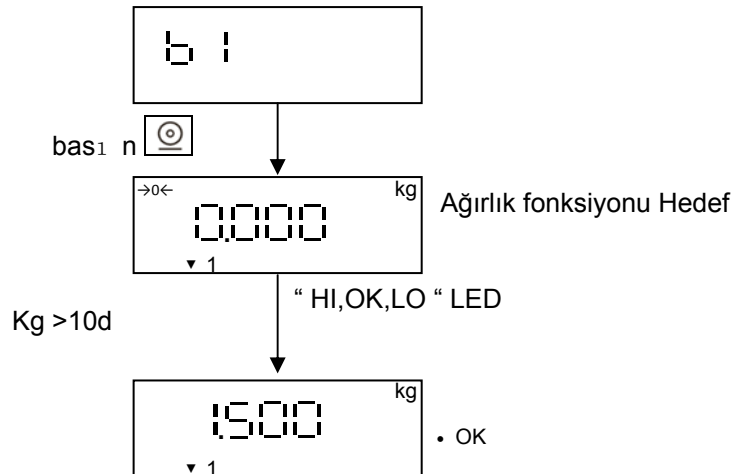 b 1
bası n
→0← kg
0.000
▼ 1
Ağırlık fonksiyonu Hedef
“ HI,OK,LO “ LED
Kg >10d
kg
1.500
▼ 1
• OK